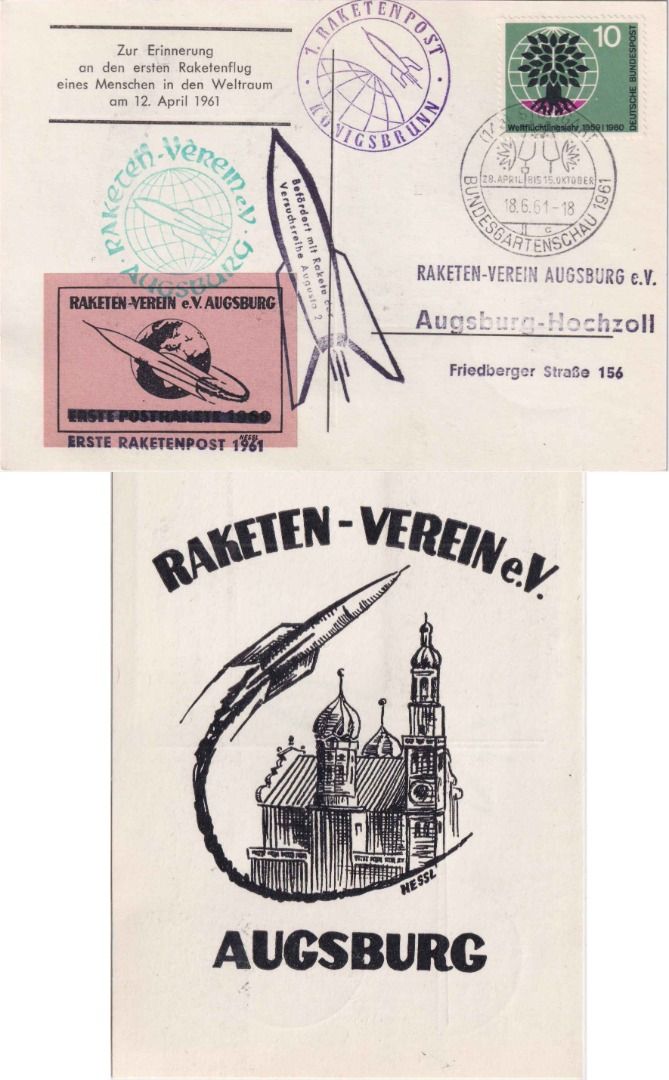 Zur Erinnerung
an den ersten Raketenflug
eines Menschen in den Weltraum
am 12. April 1961
· 1. RAKETENPOST ·
KÖNIGSBRUNN
10
DEUTSCHE BUNDESPOST
Weltflüchtlingsjahr 1959/1960
28. APRIL BIS 15. OKTOBER
18.6.61-18
BUNDESGARTENSCHAU 1961
RAKETEN-VEREIN e.V.
· AUGSBURG ·
Befördert mit Rakete der
Versuchsreihe Augusta 2
RAKETEN-VEREIN AUGSBURG e.V.
Augsburg-Hochzoll
Friedberger Straße 156
RAKETEN-VEREIN e.V. AUGSBURG
ERSTE POSTRAKETE 1960
NESSL
ERSTE RAKETENPOST 1961
RAKETEN-VEREIN e.V.
NESSL
AUGSBURG